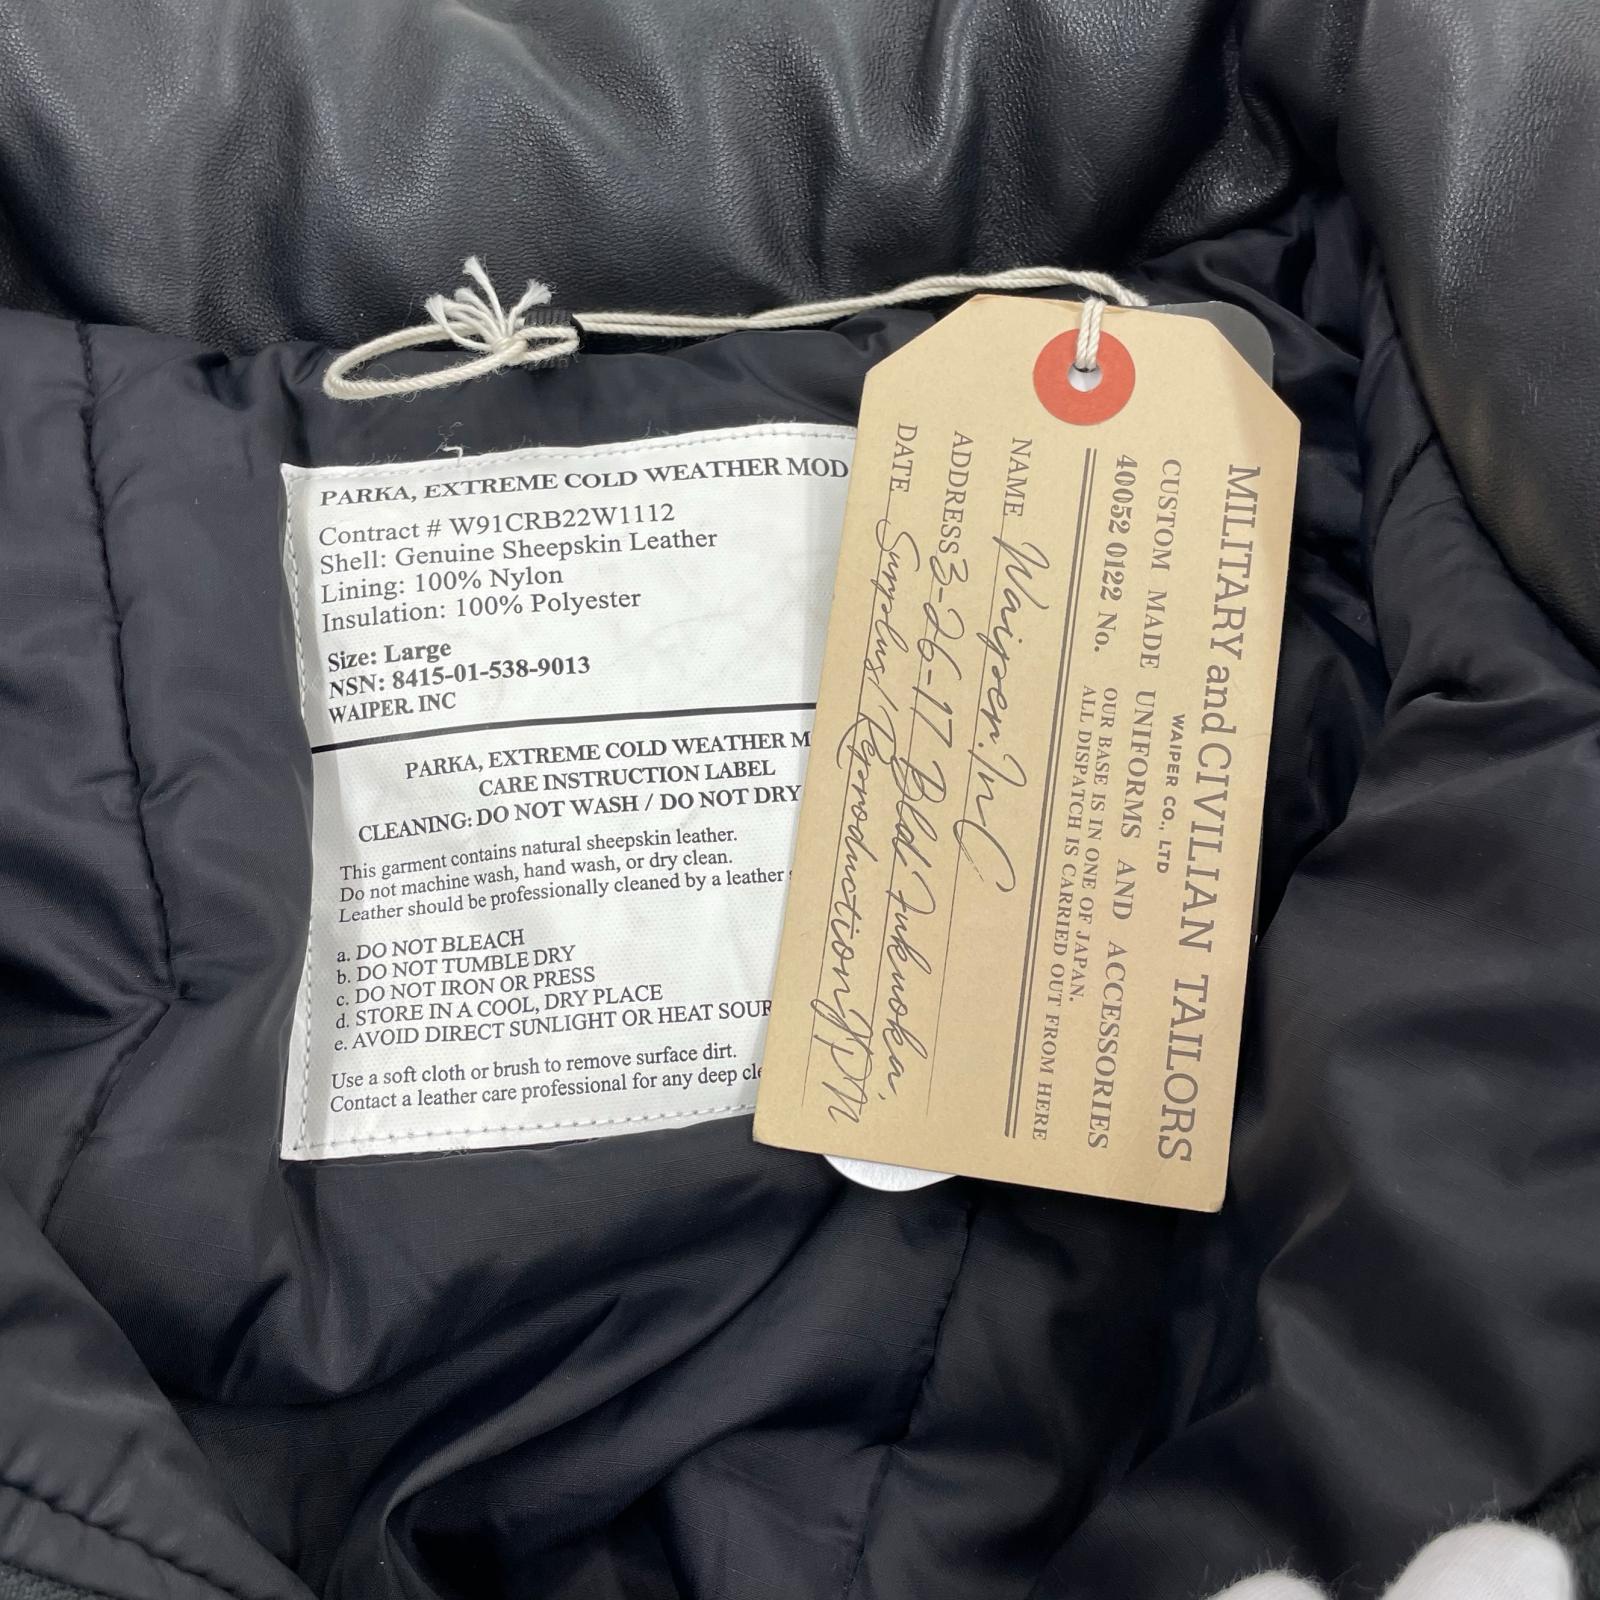 PARKA, EXTREME COLD WEATHER MOD
Contract # W91CRB22W1112
Shell: Genuine Sheepskin Leather
Lining: 100% Nylon
Insulation: 100% Polyester
Size: Large
NSN: 8415-01-538-9013
WAIPER. INC
PARKA, EXTREME COLD WEATHER M
CARE INSTRUCTION LABEL
CLEANING: DO NOT WASH / DO NOT DRY
This garment contains natural sheepskin leather.
Do not machine wash, hand wash, or dry clean.
Leather should be professionally cleaned by a leather
a. DO NOT BLEACH
b. DO NOT TUMBLE DRY
c. DO NOT IRON OR PRESS
d. STORE IN A COOL, DRY PLACE
e. AVOID DIRECT SUNLIGHT OR HEAT SOUR
Use a soft cloth or brush to remove surface dirt.
Contact a leather care professional for any deep cle
MILITARY and CIVILIAN TAILORS
WAIPER CO., LTD
CUSTOM MADE UNIFORMS AND ACCESSORIES
40052 0122 No.
OUR BASE IS IN ONE OF JAPAN.
ALL DISPATCH IS CARRIED OUT FROM HERE
NAME Waiper. Inc
ADDRESS 3-26-17 Bld. Fukuoka,
DATE Surplus/Reproduction JPN